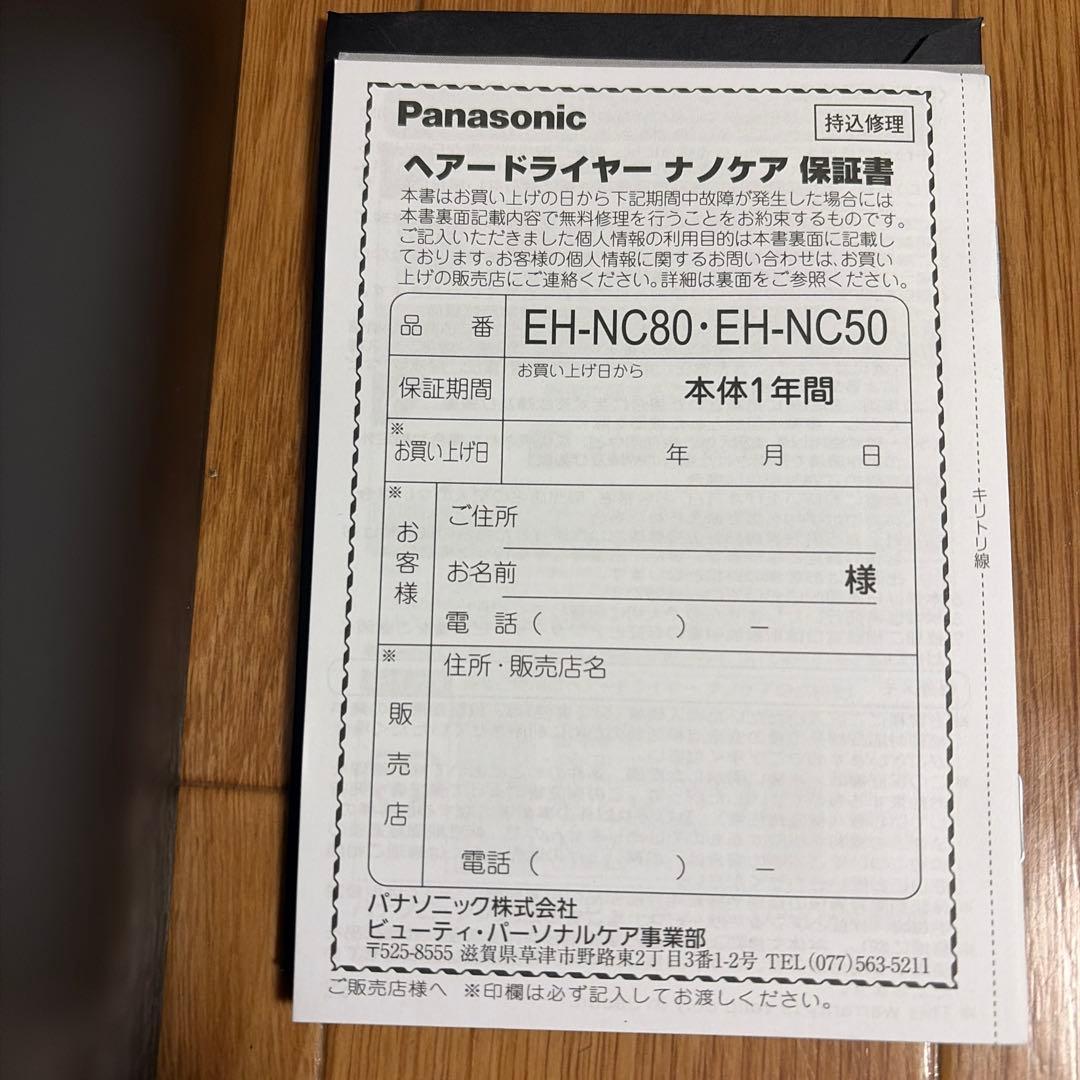 Panasonic
持込修理
ヘアードライヤー ナノケア 保証書
本書はお買い上げの日から下記期間中故障が発生した場合には
本書裏面記載内容で無料修理を行うことをお約束するものです。
ご記入いただきました個人情報の利用目的は本書裏面に記載し
ております。お客様の個人情報に関するお問い合わせは、お買い
上げの販売店にご連絡ください。詳細は裏面をご参照ください。
品 番 EH-NC80・EH-NC50
保証期間 お買い上げ日から 本体1年間
※お買い上げ日 年 月 日
※お客様
ご住所
お名前 様
電 話 ( ) −
※販売店
住所・販売店名
電話 ( ) −
パナソニック株式会社
ビューティ・パーソナルケア事業部
〒525-8555 滋賀県草津市野路東2丁目3番1-2号 TEL (077) 563-5211
ご販売店様へ ※印欄は必ず記入してお渡しください。
キリトリ線